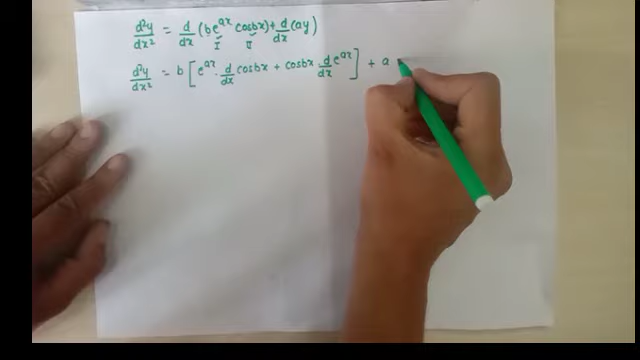 d²y/dx² = d/dx (be^ax cosbx) + d/dx (ay)
I II
d²y/dx² = b[e^ax . d/dx cosbx + cosbx . d/dx e^ax] + a